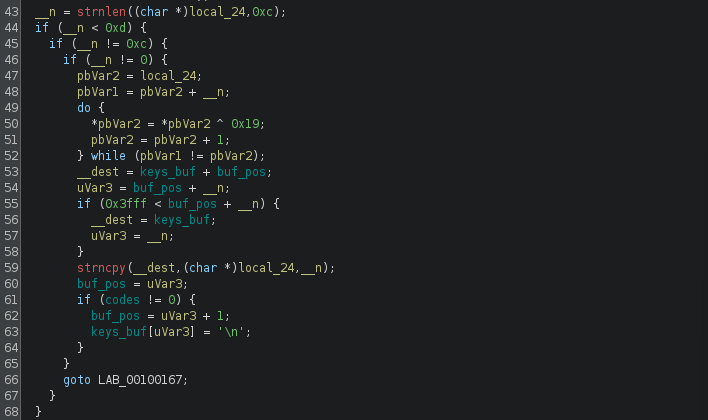 43 __n = strnlen((char *)local_24,0xc);
44 if (__n < 0xd) {
45 if (__n != 0xc) {
46 if (__n != 0) {
47 pbVar2 = local_24;
48 pbVar1 = pbVar2 + __n;
49 do {
50 *pbVar2 = *pbVar2 ^ 0x19;
51 pbVar2 = pbVar2 + 1;
52 } while (pbVar1 != pbVar2);
53 __dest = keys_buf + buf_pos;
54 uVar3 = buf_pos + __n;
55 if (0x3fff < buf_pos + __n) {
56 __dest = keys_buf;
57 uVar3 = __n;
58 }
59 strncpy(__dest,(char *)local_24,__n);
60 buf_pos = uVar3;
61 if (codes != 0) {
62 buf_pos = uVar3 + 1;
63 keys_buf[uVar3] = '\n';
64 }
65 }
66 goto LAB_00100167;
67 }
68 }